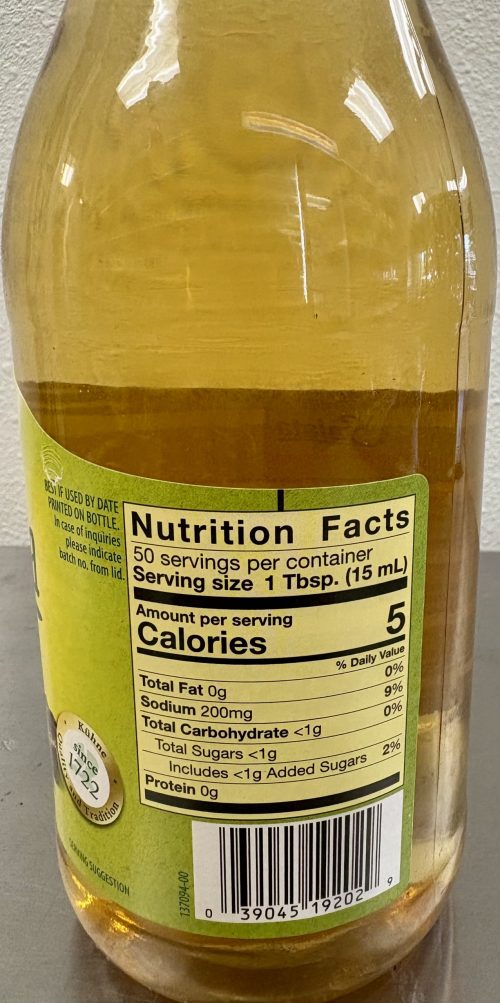 BEST IF USED BY DATE
PRINTED ON BOTTLE.
In case of inquiries
please indicate
batch no. from lid.
Nutrition Facts
50 servings per container
Serving size 1 Tbsp. (15 mL)
Amount per serving
Calories 5
% Daily Value
Total Fat 0g 0%
Sodium 200mg 9%
Total Carbohydrate <1g 0%
Total Sugars <1g
Includes <1g Added Sugars 2%
Protein 0g
Kühne
since
1722
Quality and Tradition
SERVING SUGGESTION
137094-00
0 39045 19202 9